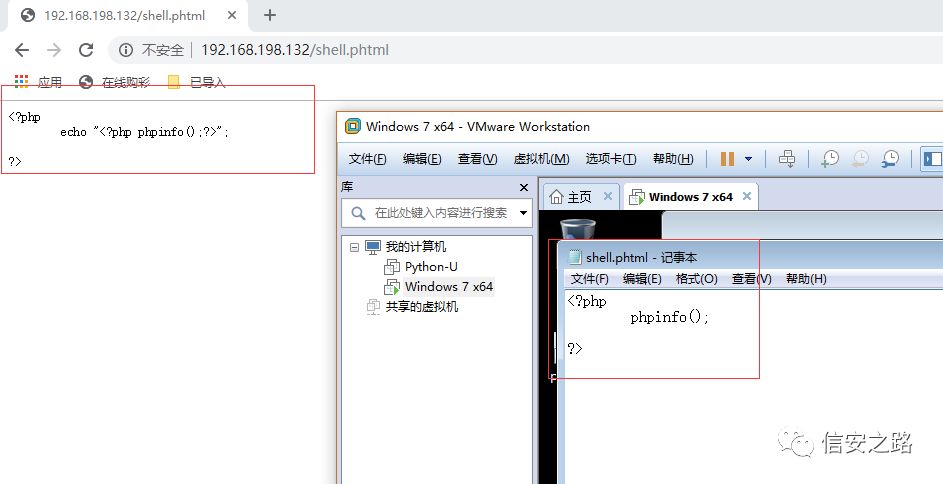 192.168.198.132/shell.phtml
不安全 | 192.168.198.132/shell.phtml
应用 在线购彩 已导入
<?php
echo "<?php phpinfo();?>";
?>
Windows 7 x64 - VMware Workstation
文件(F) 编辑(E) 查看(V) 虚拟机(M) 选项卡(T) 帮助(H)
库
在此处键入内容进行搜索
我的计算机
Python-U
Windows 7 x64
共享的虚拟机
主页 Windows 7 x64
shell.phtml - 记事本
文件(F) 编辑(E) 格式(O) 查看(V) 帮助(H)
<?php
phpinfo();
?>
信安之路